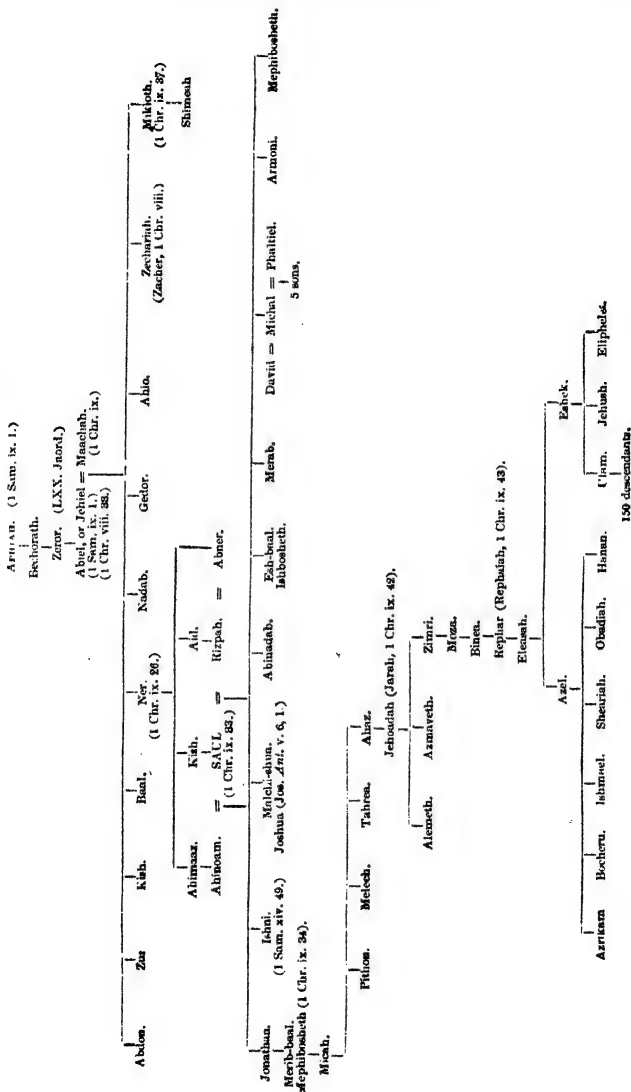 APHIAH. (1 Sam. ix. 1.)
Bechorath.
Zeror. (LXX. Jared.)
Abiel, or Jehiel = Maachah.
(1 Sam. ix. 1.) (1 Chr. ix.)
(1 Chr. viii. 33.)
Abdon. Zur Kish. Baal. Ner. Nadab. Gedor. Ahio. Zechariah. Mikloth.
(1 Chr. ix. 26.) (Zacher, 1 Chr. viii.) (1 Chr. ix. 37.)
Shimeah
Ahimaaz. Kish. Abner.
Ahinoam. = SAUL = Rizpah. =
(1 Chr. ix. 33.)
Jonathan. Ishui. Malchi-shua. Abinadab. Esh-baal. Merab. David = Michal = Phaltiel. Armoni. Mephibosheth.
(1 Sam. xiv. 49.) Joshua (Jos. Ant. v. 6, 1.) Ishbosheth. 5 sons.
Merib-baal.
Mephibosheth (1 Chr. ix. 34).
Micah.
Pithon. Melech. Tahrea. Ahaz.
Jehoadah (Jarah, 1 Chr. ix. 42).
Alemeth. Azmaveth. Zimri.
Moza.
Binea.
Rephar (Rephaiah, 1 Chr. ix. 43).
Eleasah.
Azel. Eshek.
Azrikam Bocheru. Ishmael. Sheariah. Obadiah. Hanan. Ulam. Jehush. Eliphelet.
150 descendants.